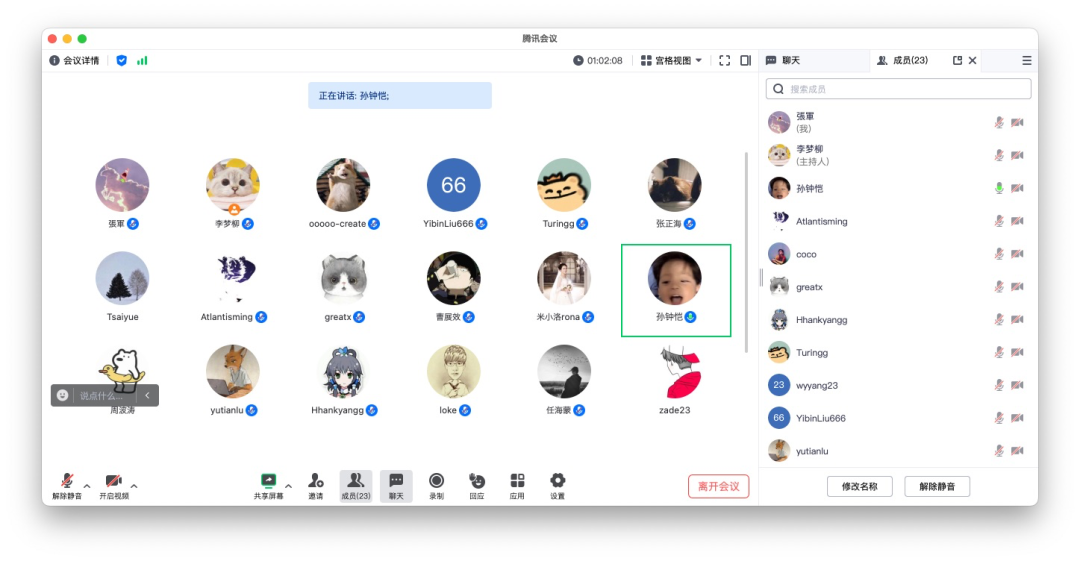 腾讯会议
会议详情
01:02:08
宫格视图
聊天
成员(23)
正在讲话: 孙钟恺;
搜索成员
張軍
李梦柳
ooooo-create
66
YibinLiu666
Turingg
张正海
Tsaiyue
Atlantisming
greatx
曹展效
米小洛rona
孙钟恺
说点什么...
周波涛
yutianlu
Hhankyangg
loke
任海蒙
zade23
張軍
(我)
李梦柳
(主持人)
孙钟恺
Atlantisming
coco
greatx
Hhankyangg
Turingg
23
wyyang23
66
YibinLiu666
yutianlu
解除静音
开启视频
共享屏幕
邀请
成员(23)
聊天
录制
回应
应用
设置
离开会议
修改名称
解除静音